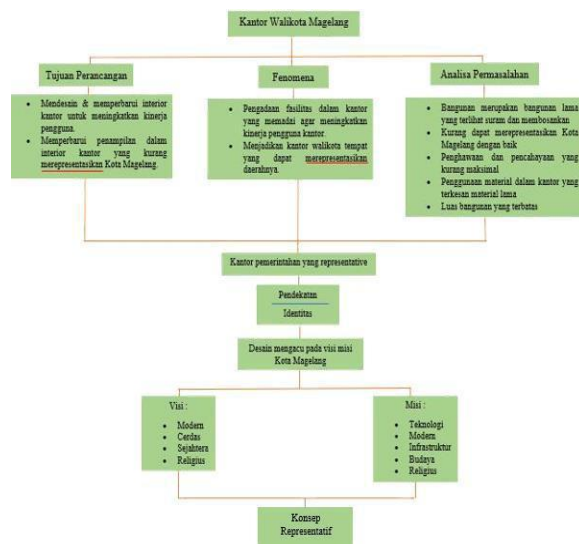 Kantor Walikota Magelang
Tujuan Perancangan
• Mendesain & memperbarui interior
kantor untuk meningkatkan kinerja
pengguna.
• Memperbarui penampilan dalam
interior kantor yang kurang
merepresentasikan Kota Magelang.
Fenomena
• Pengadaan fasilitas dalam kantor
yang memadai agar meningkatkan
kinerja pengguna kantor.
• Menjadikan kantor walikota tempat
yang dapat merepresentasikan
daerahnya.
Analisa Permasalahan
• Bangunan merupakan bangunan lama
yang terlihat suram dan membosankan
• Kurang dapat merepresentasikan Kota
Magelang dengan baik
• Penghawaan dan pencahayaan yang
kurang maksimal
• Penggunaan material dalam kantor yang
terkesan material lama
• Luas bangunan yang terbatas
Kantor pemerintahan yang representative
Pendekatan
Identitas
Desain mengacu pada visi misi
Kota Magelang
Visi :
• Modern
• Cerdas
• Sejahtera
• Religius
Misi :
• Teknologi
• Modern
• Infrastruktur
• Budaya
• Religius
Konsep
Representatif